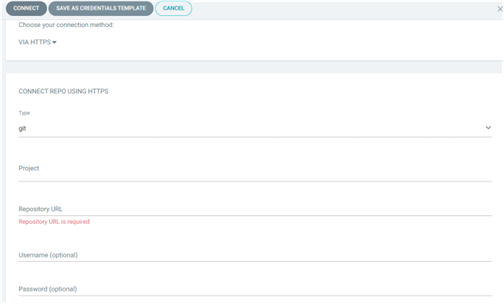 CONNECT SAVE AS CREDENTIALS TEMPLATE CANCEL
Choose your connection method:
VIA HTTPS
CONNECT REPO USING HTTPS
Type
git
Project
Repository URL
Repository URL is required
Username (optional)
Password (optional)